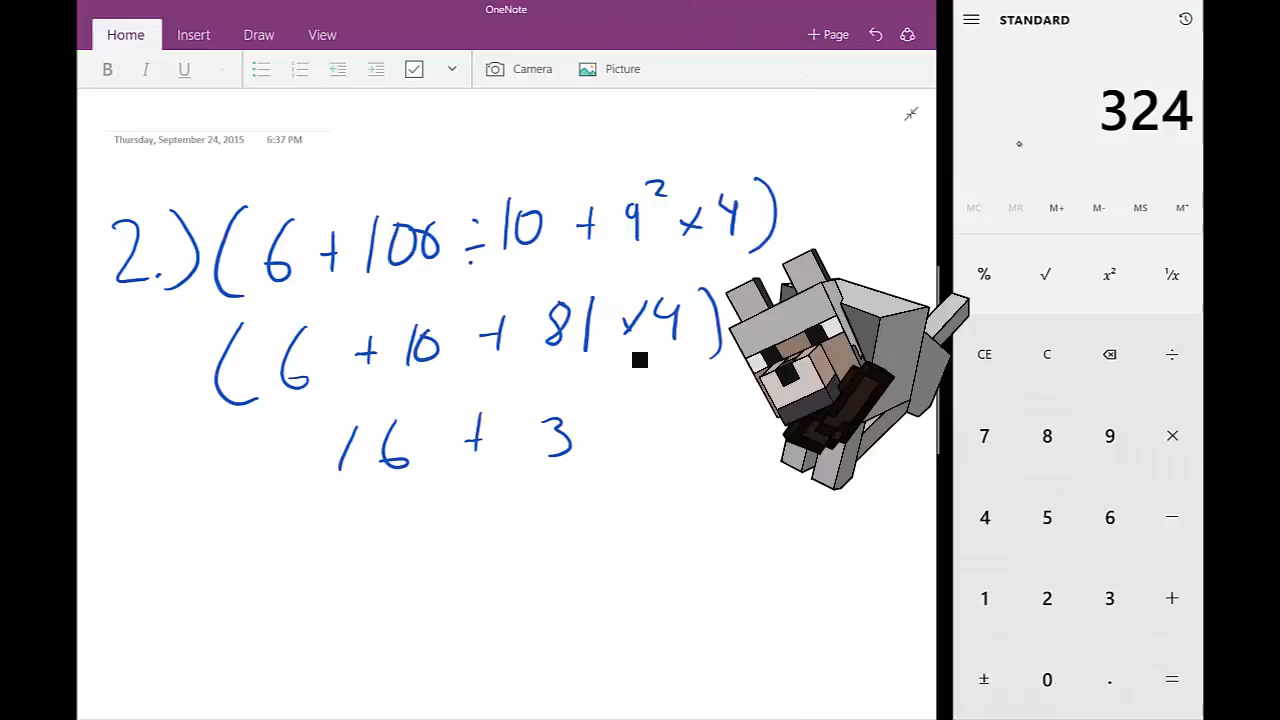 OneNote
Home Insert Draw View + Page
B I U Camera Picture
Thursday, September 24, 2015 6:37 PM
2.) (6 + 100 ÷ 10 + 9² × 4)
(6 + 10 + 81 × 4)
16 + 3
STANDARD
324
MC MR M+ M- MS M˅
% √ x² ¹/x
CE C ⌫ ÷
7 8 9 ×
4 5 6 −
1 2 3 +
± 0 . =